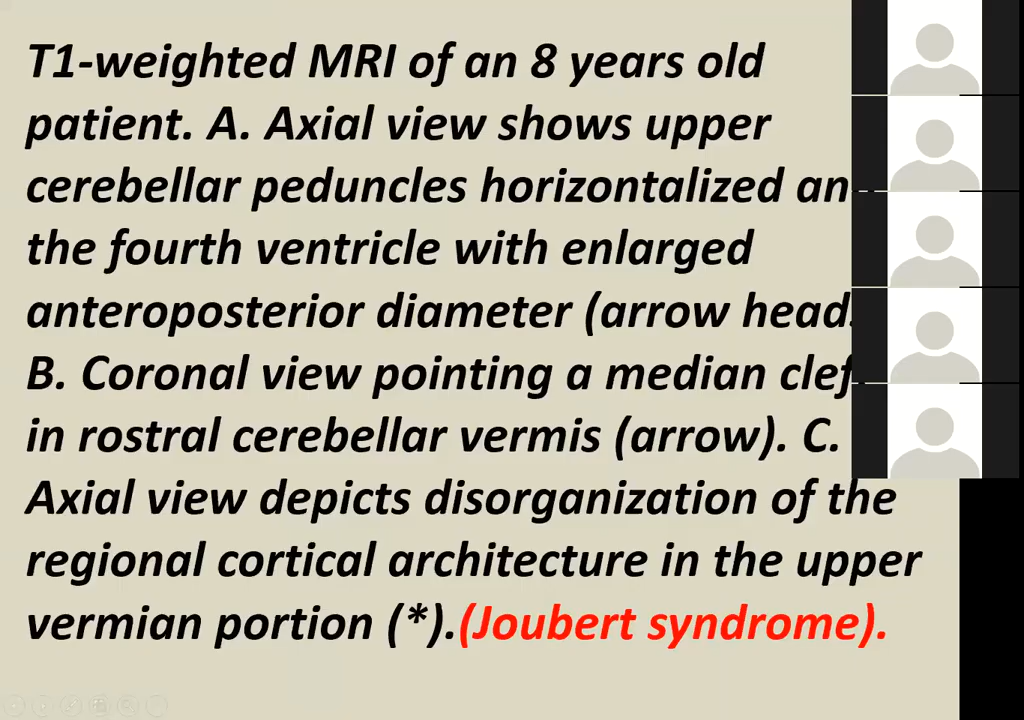 T1-weighted MRI of an 8 years old
patient. A. Axial view shows upper
cerebellar peduncles horizontalized an
the fourth ventricle with enlarged
anteroposterior diameter (arrow head
B. Coronal view pointing a median clef
in rostral cerebellar vermis (arrow). C.
Axial view depicts disorganization of the
regional cortical architecture in the upper
vermian portion (*).(Joubert syndrome).